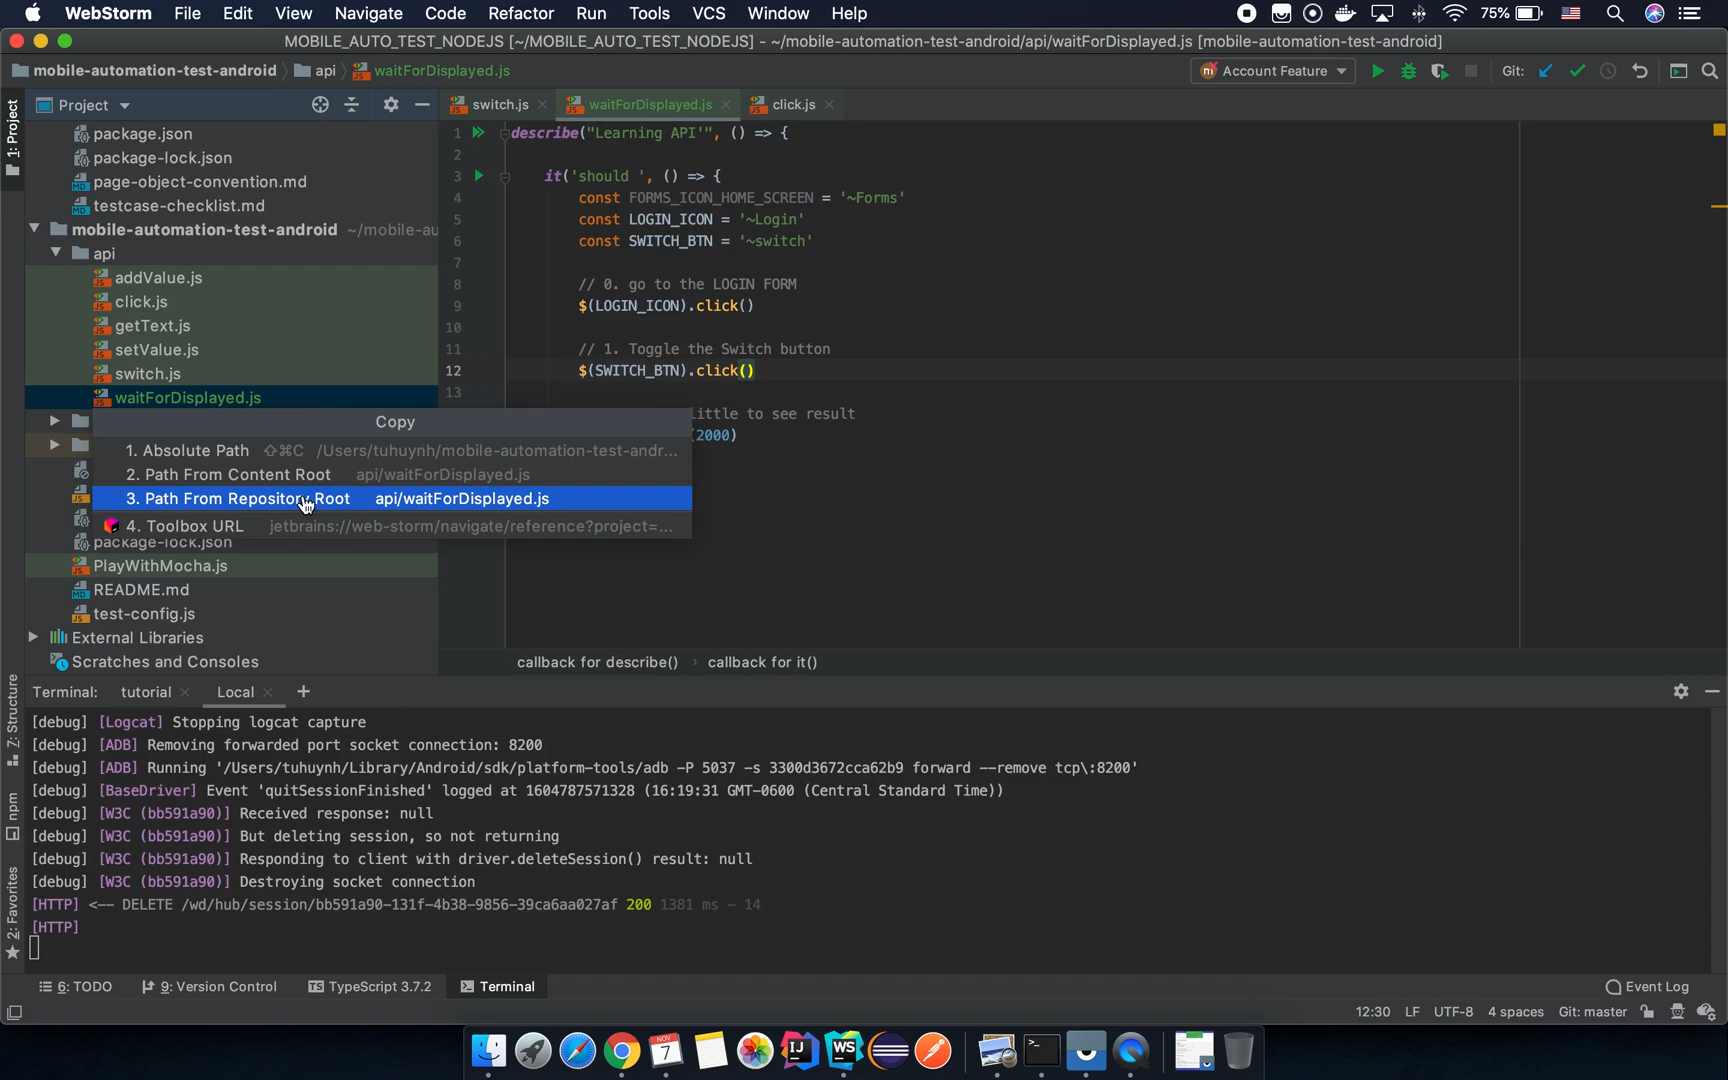 WebStorm File Edit View Navigate Code Refactor Run Tools VCS Window Help 75%
MOBILE_AUTO_TEST_NODEJS [~/MOBILE_AUTO_TEST_NODEJS] - ~/mobile-automation-test-android/api/waitForDisplayed.js [mobile-automation-test-android]
mobile-automation-test-android api waitForDisplayed.js Account Feature Git:
1: Project
Project
package.json
package-lock.json
page-object-convention.md
testcase-checklist.md
mobile-automation-test-android ~/mobile-au
api
addValue.js
click.js
getText.js
setValue.js
switch.js
waitForDisplayed.js
Copy
1. Absolute Path ⇧⌘C /Users/tuhuynh/mobile-automation-test-andr...
2. Path From Content Root api/waitForDisplayed.js
3. Path From Repository Root api/waitForDisplayed.js
4. Toolbox URL jetbrains://web-storm/navigate/reference?project=...
package-lock.json
PlayWithMocha.js
README.md
test-config.js
External Libraries
Scratches and Consoles
switch.js waitForDisplayed.js click.js
1 describe("Learning API'", () => {
2
3 it('should ', () => {
4 const FORMS_ICON_HOME_SCREEN = '~Forms'
5 const LOGIN_ICON = '~Login'
6 const SWITCH_BTN = '~switch'
7
8 // 0. go to the LOGIN FORM
9 $(LOGIN_ICON).click()
10
11 // 1. Toggle the Switch button
12 $(SWITCH_BTN).click()
13
ittle to see result
(2000)
callback for describe() › callback for it()
7: Structure
npm
2: Favorites
Terminal: tutorial Local
[debug] [Logcat] Stopping logcat capture
[debug] [ADB] Removing forwarded port socket connection: 8200
[debug] [ADB] Running '/Users/tuhuynh/Library/Android/sdk/platform-tools/adb -P 5037 -s 3300d3672cca62b9 forward --remove tcp\:8200'
[debug] [BaseDriver] Event 'quitSessionFinished' logged at 1604787571328 (16:19:31 GMT-0600 (Central Standard Time))
[debug] [W3C (bb591a90)] Received response: null
[debug] [W3C (bb591a90)] But deleting session, so not returning
[debug] [W3C (bb591a90)] Responding to client with driver.deleteSession() result: null
[debug] [W3C (bb591a90)] Destroying socket connection
[HTTP] <-- DELETE /wd/hub/session/bb591a90-131f-4b38-9856-39ca6aa027af 200 1381 ms - 14
[HTTP]
6: TODO 9: Version Control TypeScript 3.7.2 Terminal Event Log
12:30 LF UTF-8 4 spaces Git: master
NOV
7
IJ
WS